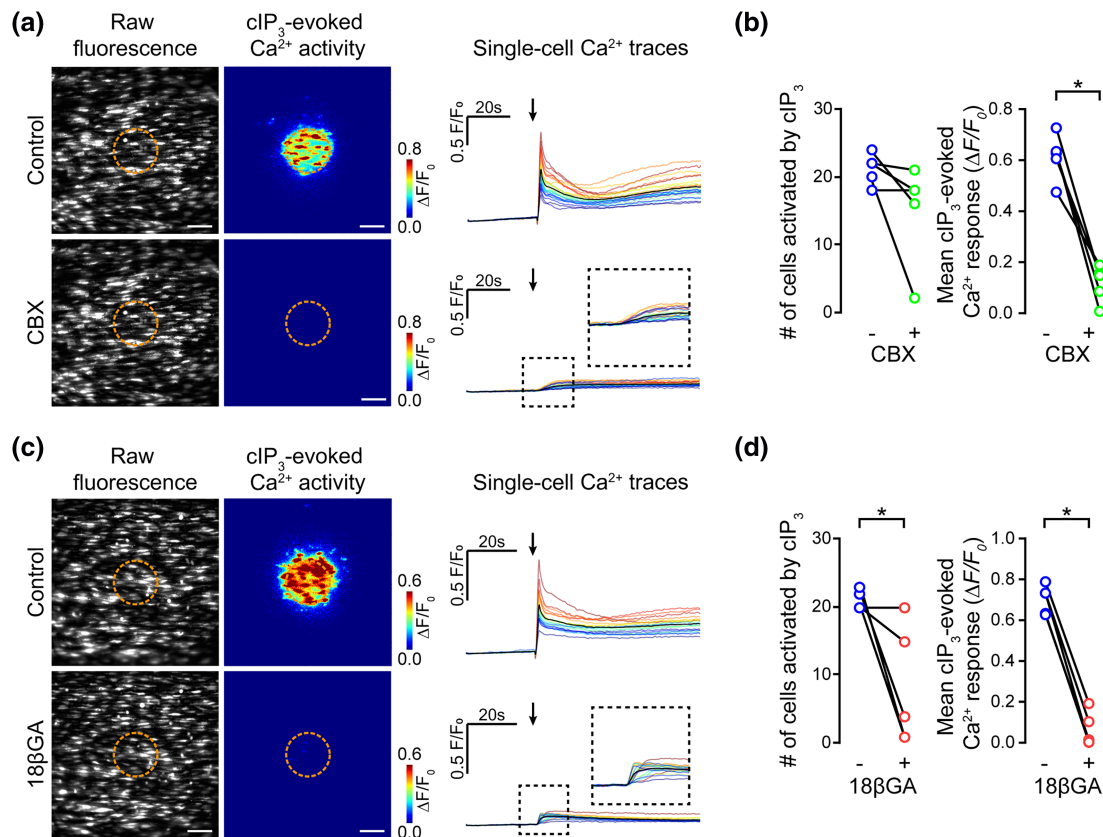 (a)
Raw fluorescence
cIP₃-evoked Ca²⁺ activity
Single-cell Ca²⁺ traces
Control
0.8
0.0
ΔF/F₀
20s
0.5 F/F₀
CBX
0.8
0.0
ΔF/F₀
20s
0.5 F/F₀
(b)
# of cells activated by cIP₃
30
20
10
0
- +
CBX
Mean cIP₃-evoked Ca²⁺ response (ΔF/F₀)
*
0.8
0.6
0.4
0.2
0.0
- +
CBX
(c)
Raw fluorescence
cIP₃-evoked Ca²⁺ activity
Single-cell Ca²⁺ traces
Control
0.6
0.0
ΔF/F₀
20s
0.5 F/F₀
18βGA
0.6
0.0
ΔF/F₀
20s
0.5 F/F₀
(d)
# of cells activated by cIP₃
*
30
20
10
0
- +
18βGA
Mean cIP₃-evoked Ca²⁺ response (ΔF/F₀)
*
1.0
0.8
0.6
0.4
0.2
0.0
- +
18βGA